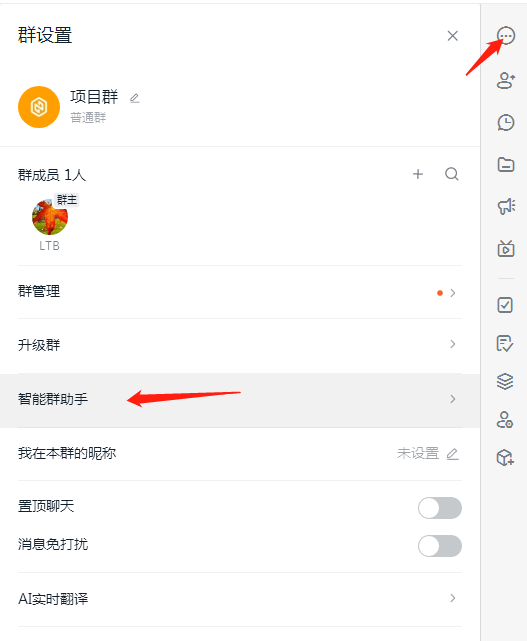 群设置
项目群
普通群
群成员 1人
群主
LTB
群管理
升级群
智能群助手
我在本群的昵称 未设置
置顶聊天
消息免打扰
AI实时翻译